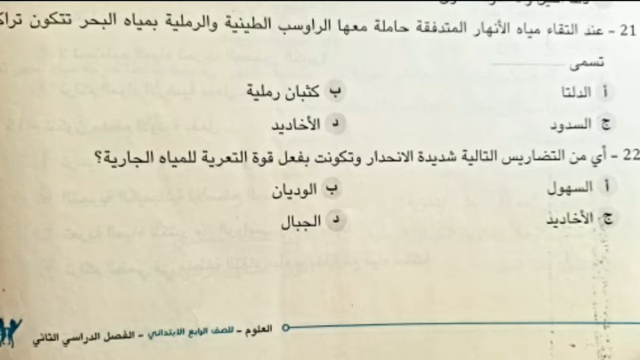 21 - عند التقاء مياه الأنهار المتدفقة حاملة معها الراوسب الطينية والرملية بمياه البحر تتكون
تسمى ـــــــــــ
أ الدلتا ب كثبان رملية
ج السدود د الأخاديد
22 - أي من التضاريس التالية شديدة الانحدار وتكونت بفعل قوة التعرية للمياه الجارية؟
أ السهول ب الوديان
ج الأخاديد د الجبال
العلوم - للصف الرابع الابتدائي - الفصل الدراسي الثاني